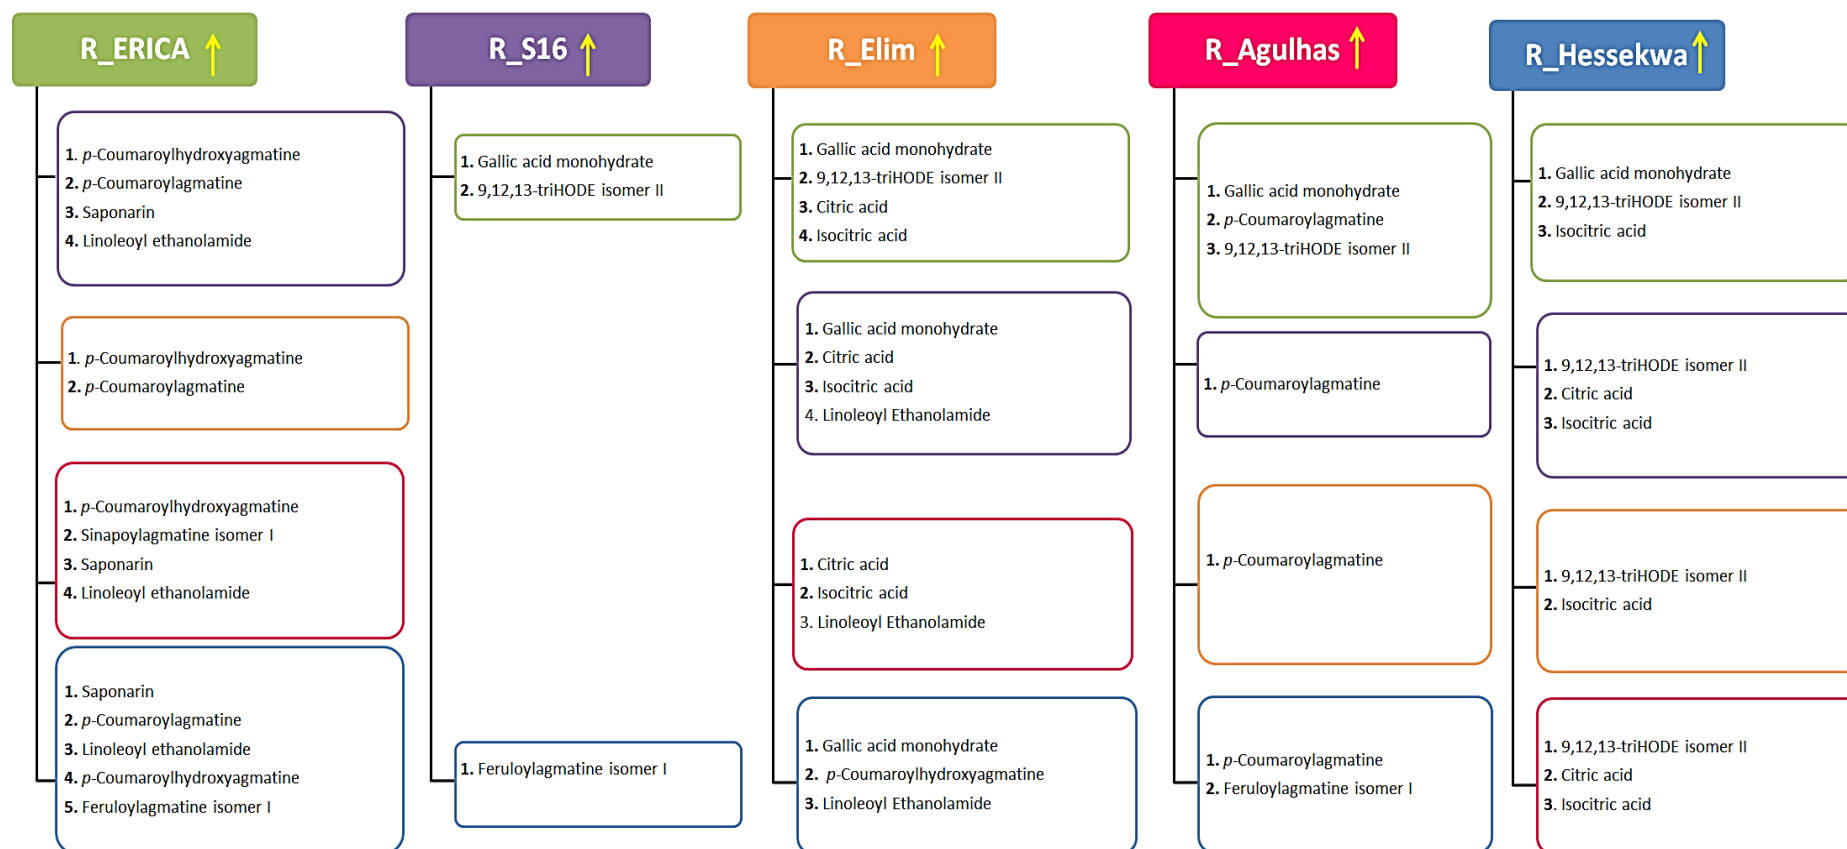 R_ERICA
1. p-Coumaroylhydroxyagmatine
2. p-Coumaroylagmatine
3. Saponarin
4. Linoleoyl ethanolamide
1. p-Coumaroylhydroxyagmatine
2. p-Coumaroylagmatine
1. p-Coumaroylhydroxyagmatine
2. Sinapoylagmatine isomer I
3. Saponarin
4. Linoleoyl ethanolamide
1. Saponarin
2. p-Coumaroylagmatine
3. Linoleoyl ethanolamide
4. p-Coumaroylhydroxyagmatine
5. Feruloylagmatine isomer I
R_S16
1. Gallic acid monohydrate
2. 9,12,13-triHODE isomer II
1. Feruloylagmatine isomer I
R_Elim
1. Gallic acid monohydrate
2. 9,12,13-triHODE isomer II
3. Citric acid
4. Isocitric acid
1. Gallic acid monohydrate
2. Citric acid
3. Isocitric acid
4. Linoleoyl Ethanolamide
1. Citric acid
2. Isocitric acid
3. Linoleoyl Ethanolamide
1. Gallic acid monohydrate
2. p-Coumaroylhydroxyagmatine
3. Linoleoyl Ethanolamide
R_Agulhas
1. Gallic acid monohydrate
2. p-Coumaroylagmatine
3. 9,12,13-triHODE isomer II
1. p-Coumaroylagmatine
1. p-Coumaroylagmatine
1. p-Coumaroylagmatine
2. Feruloylagmatine isomer I
R_Hessekwa
1. Gallic acid monohydrate
2. 9,12,13-triHODE isomer II
3. Isocitric acid
1. 9,12,13-triHODE isomer II
2. Citric acid
3. Isocitric acid
1. 9,12,13-triHODE isomer II
2. Isocitric acid
1. 9,12,13-triHODE isomer II
2. Citric acid
3. Isocitric acid